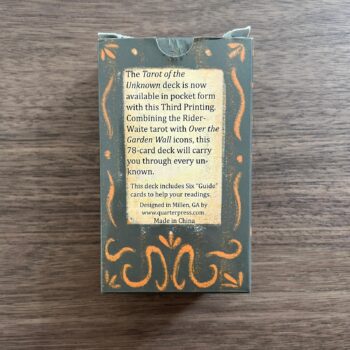 The Tarot of the
Unknown deck is now
available in pocket form
with this Third Printing.
Combining the Rider-
Waite tarot with Over the
Garden Wall icons, this
78-card deck will carry
you through every un-
known.
This deck includes Six "Guide"
cards to help your readings.
Designed in Millen, GA by
www.quarterpress.com.
Made in China